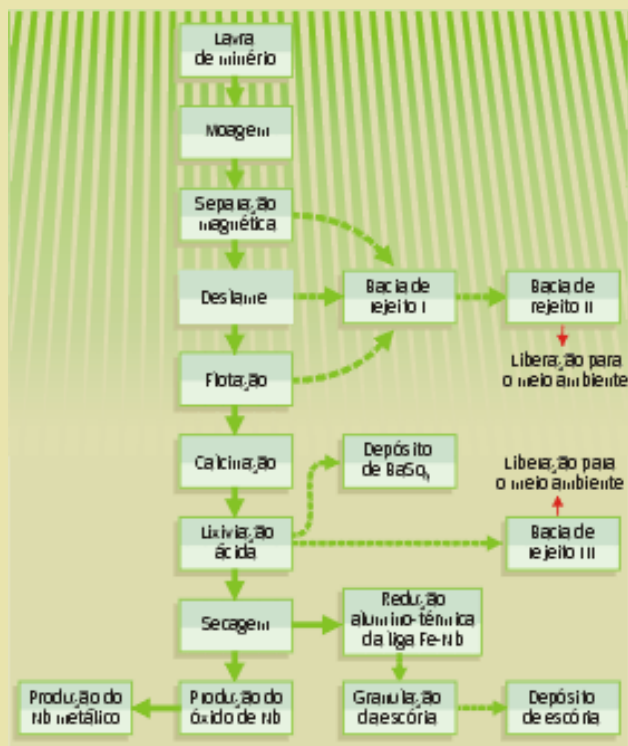 Lavra
de minério
Moagem
Separação
magnética
Deslame
Bacia de
rejeito I
Bacia de
rejeito II
Flotação
Liberação para
o meio ambiente
Calcinação
Depósito
de BaSO₄
Liberação para
o meio ambiente
Lixiviação
ácida
Bacia de
rejeito III
Secagem
Redução
alumino-térmica
da liga Fe-Nb
Produção do
Nb metálico
Produção do
óxido de Nb
Granulação
da escória
Depósito
de escória